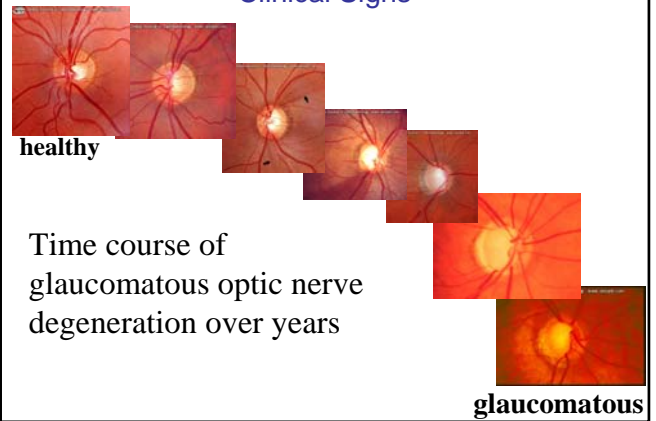 Clinical Signs
healthy
Time course of
glaucomatous optic nerve
degeneration over years
glaucomatous